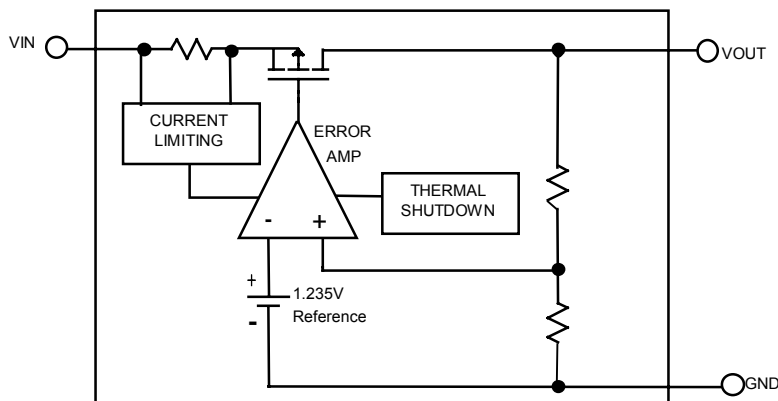 VIN
VOUT
CURRENT
LIMITING
ERROR
AMP
THERMAL
SHUTDOWN
-
+
+
1.235V
-
Reference
GND